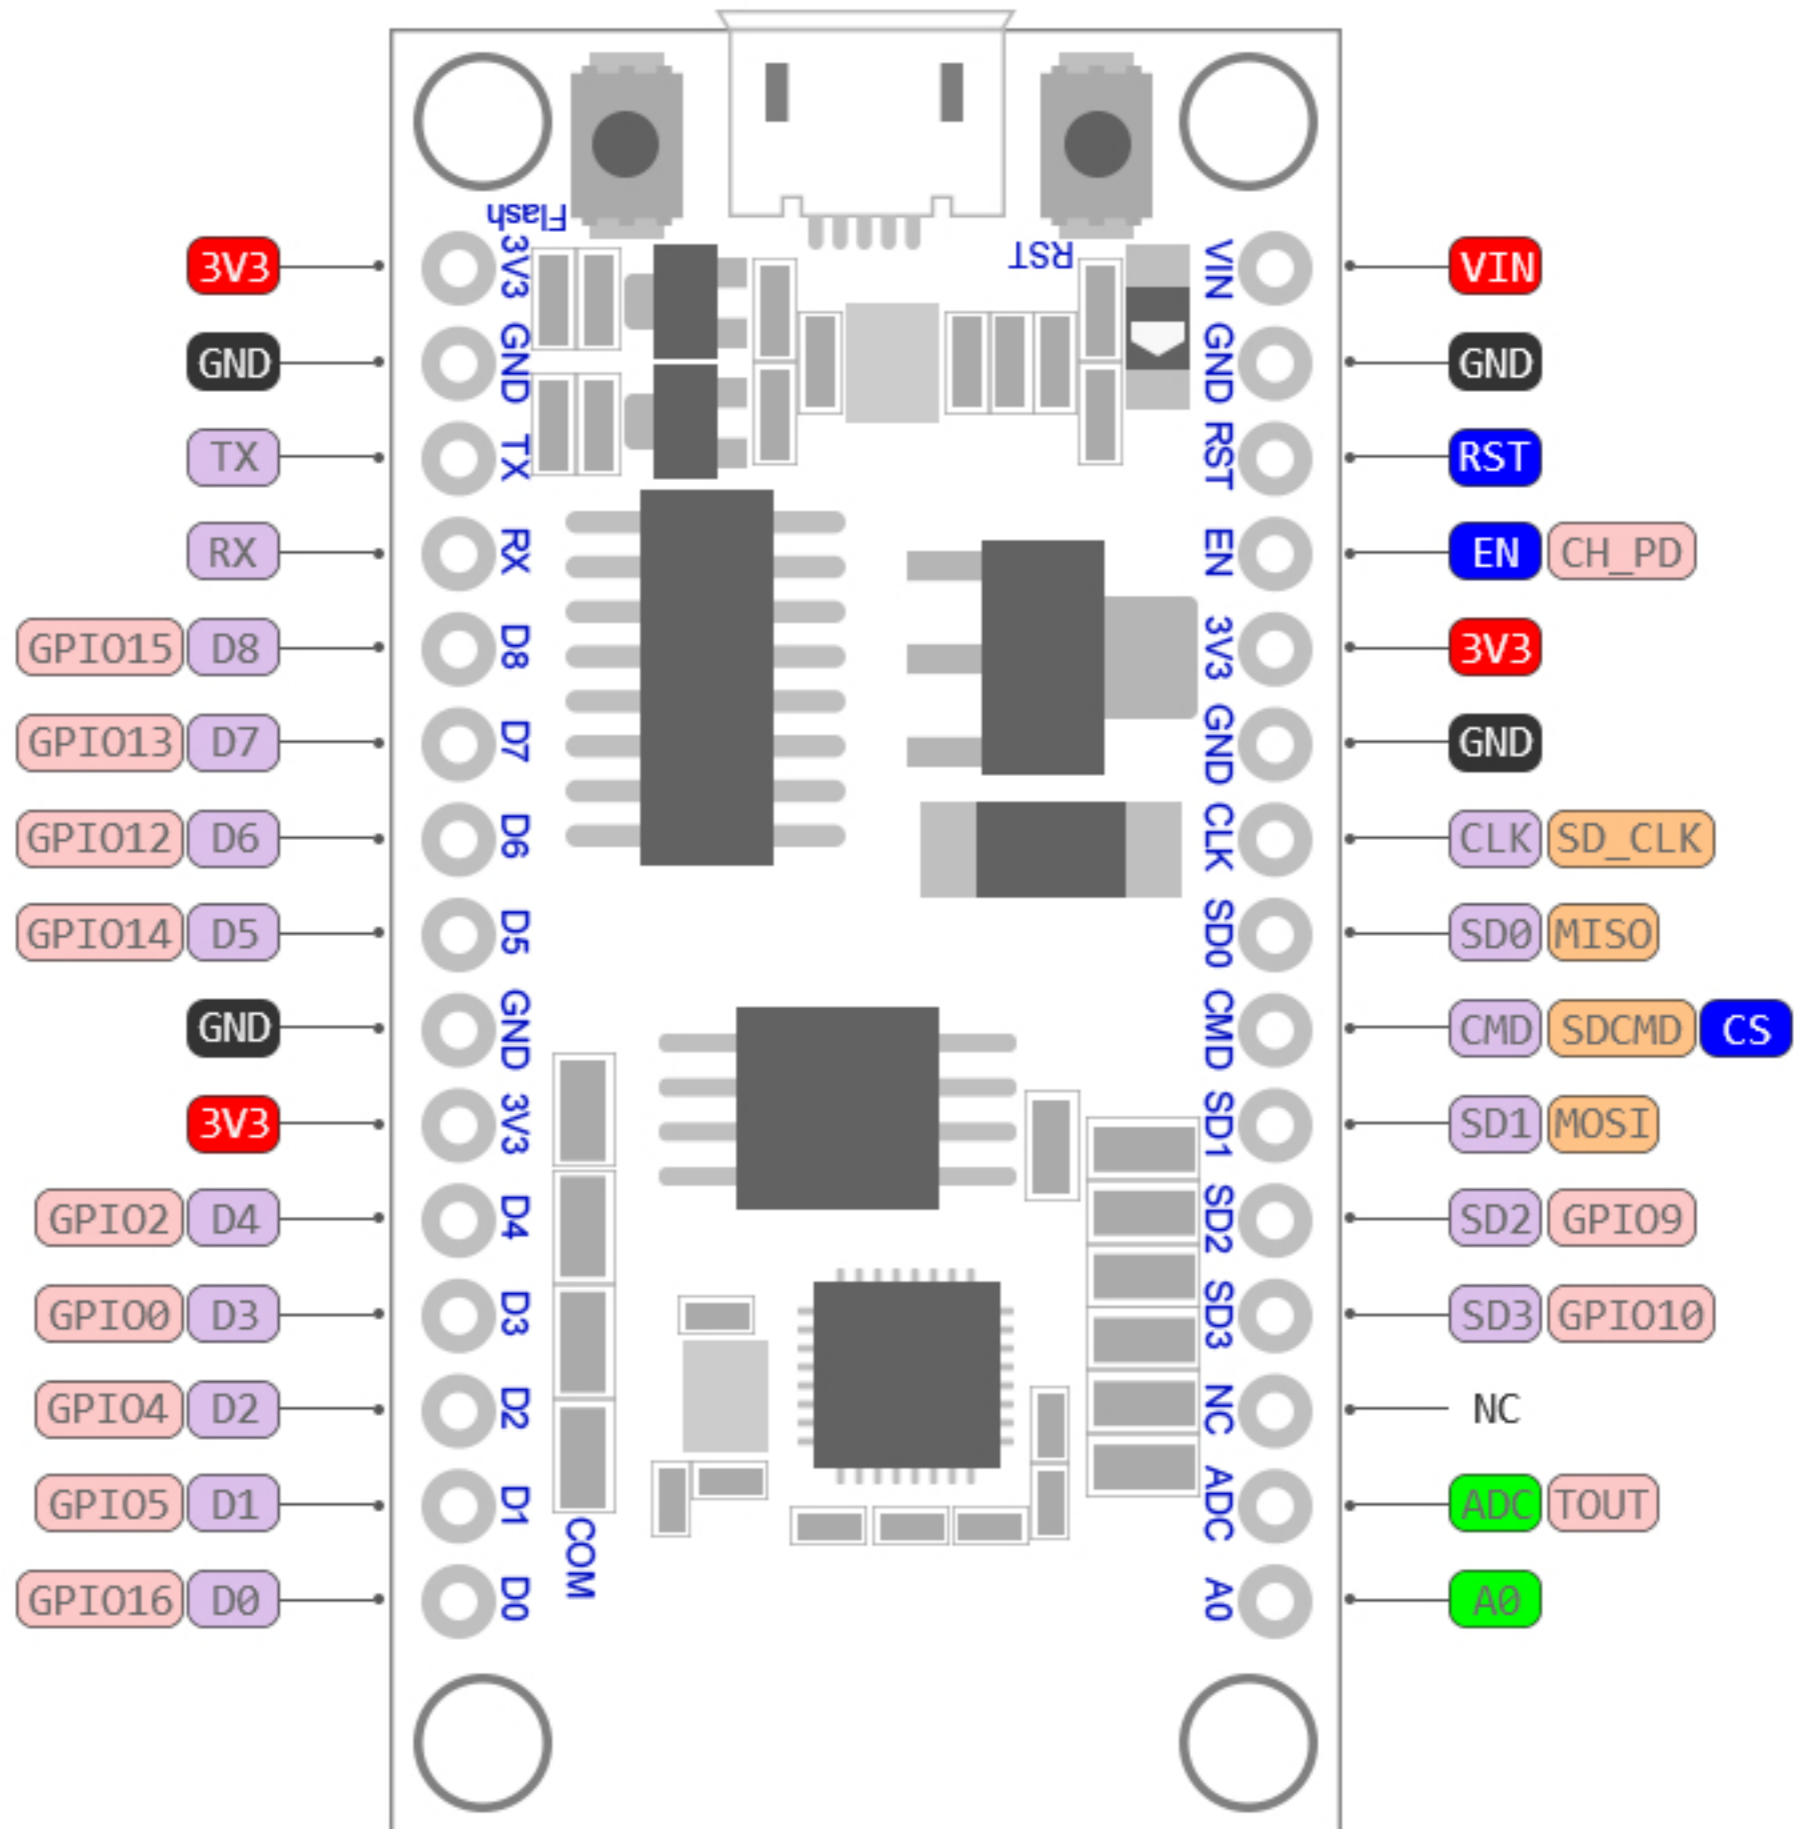 Flash
RST
3V3 3V3 VIN VIN
GND GND GND GND
TX TX RST RST
RX RX EN EN CH_PD
GPIO15 D8 D8 3V3 3V3
GPIO13 D7 D7 GND GND
GPIO12 D6 D6 CLK CLK SD_CLK
GPIO14 D5 D5 SD0 SD0 MISO
GND GND CMD CMD SDCMD CS
3V3 3V3 SD1 SD1 MOSI
GPIO2 D4 D4 SD2 SD2 GPIO9
GPIO0 D3 D3 SD3 SD3 GPIO10
GPIO4 D2 D2 NC NC
GPIO5 D1 D1 ADC ADC TOUT
COM
GPIO16 D0 D0 A0 A0